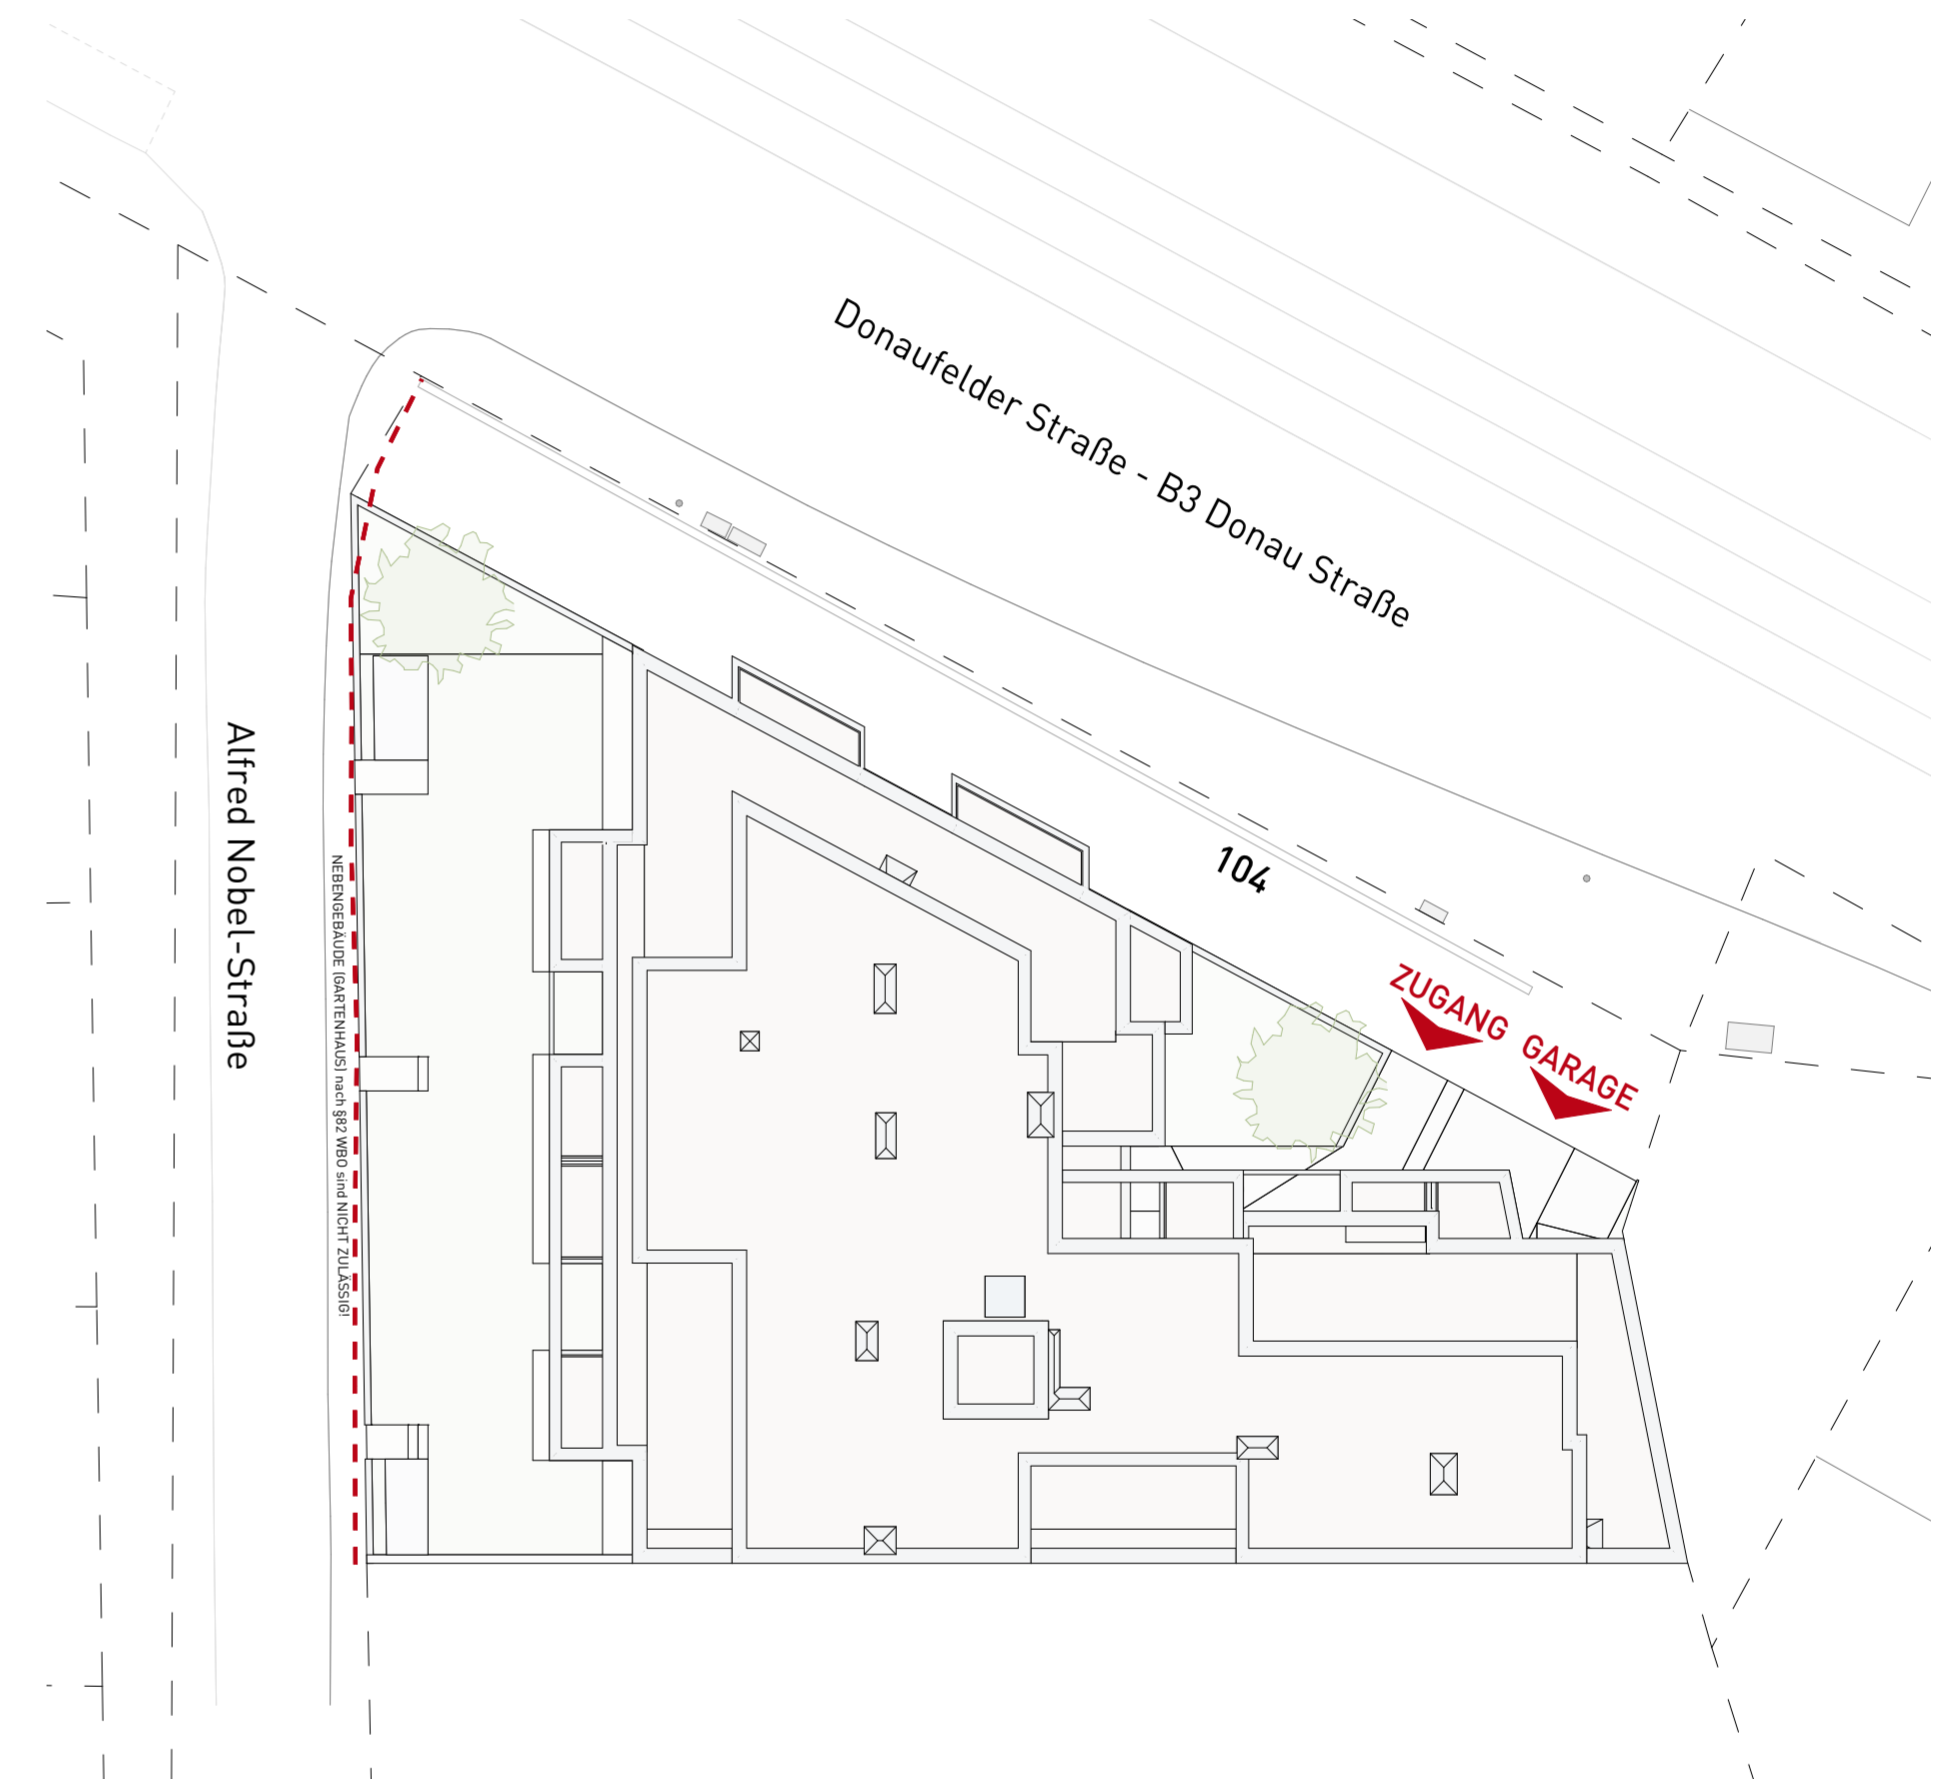 Donaufelder Straße - B3 Donau Straße
104
ZUGANG GARAGE
Alfred Nobel-Straße
NEBENGEBÄUDE (GARTENHAUS) nach §82 WBO sind NICHT ZULÄSSIG!